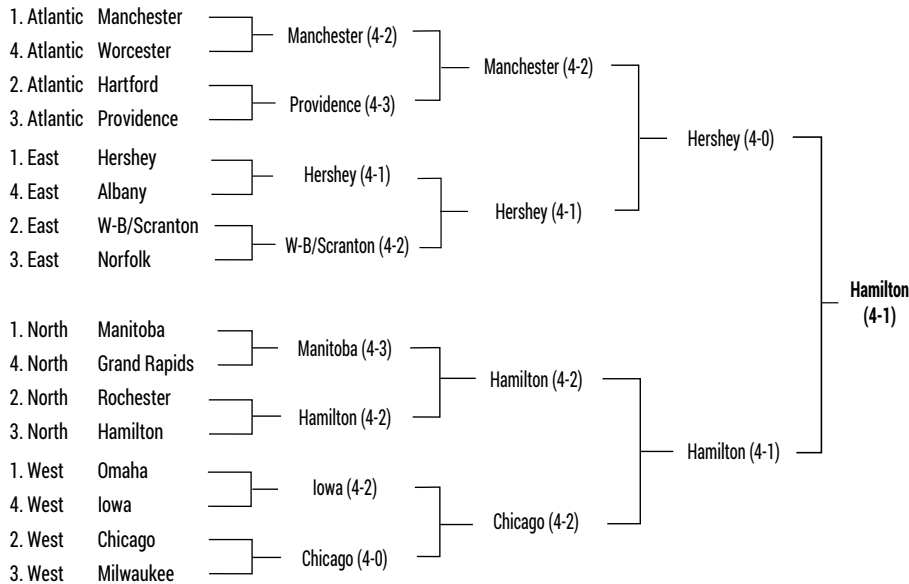 1. Atlantic Manchester
4. Atlantic Worcester
2. Atlantic Hartford
3. Atlantic Providence
1. East Hershey
4. East Albany
2. East W-B/Scranton
3. East Norfolk
1. North Manitoba
4. North Grand Rapids
2. North Rochester
3. North Hamilton
1. West Omaha
4. West Iowa
2. West Chicago
3. West Milwaukee
Manchester (4-2)
Providence (4-3)
Hershey (4-1)
W-B/Scranton (4-2)
Manitoba (4-3)
Hamilton (4-2)
Iowa (4-2)
Chicago (4-0)
Manchester (4-2)
Hershey (4-1)
Hamilton (4-2)
Chicago (4-2)
Hershey (4-0)
Hamilton (4-1)
Hamilton
(4-1)